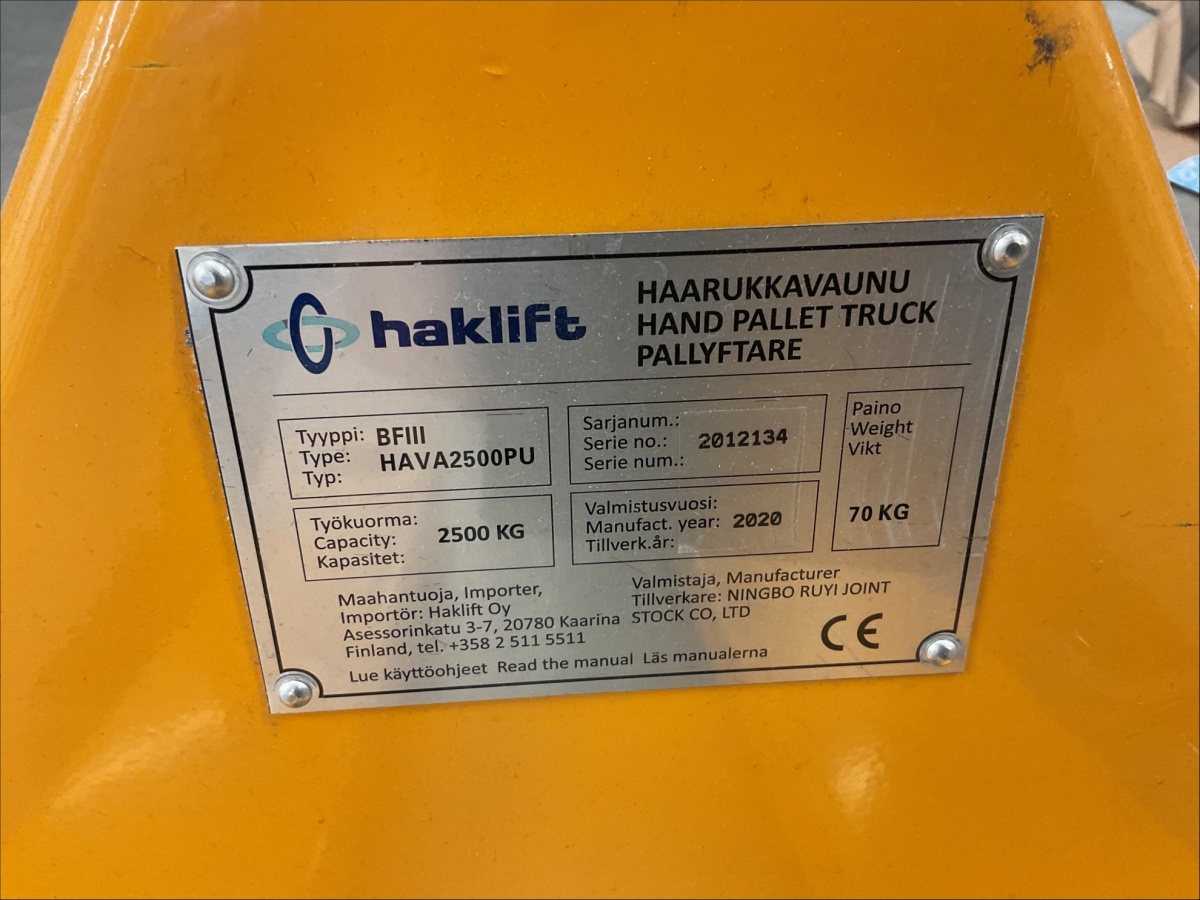 haklift
HAARUKKAVAUNU
HAND PALLET TRUCK
PALLYFTARE
Tyyppi: BFIII
Type: HAVA2500PU
Typ:
Sarjanum.:
Serie no.: 2012134
Serie num.:
Paino
Weight
Vikt
70 KG
Työkuorma:
Capacity: 2500 KG
Kapasitet:
Valmistusvuosi:
Manufact. year: 2020
Tillverk.år:
Maahantuoja, Importer,
Importör: Haklift Oy
Asessorinkatu 3-7, 20780 Kaarina
Finland, tel. +358 2 511 5511
Valmistaja, Manufacturer
Tillverkare: NINGBO RUYI JOINT
STOCK CO, LTD
CE
Lue käyttöohjeet Read the manual Läs manualerna